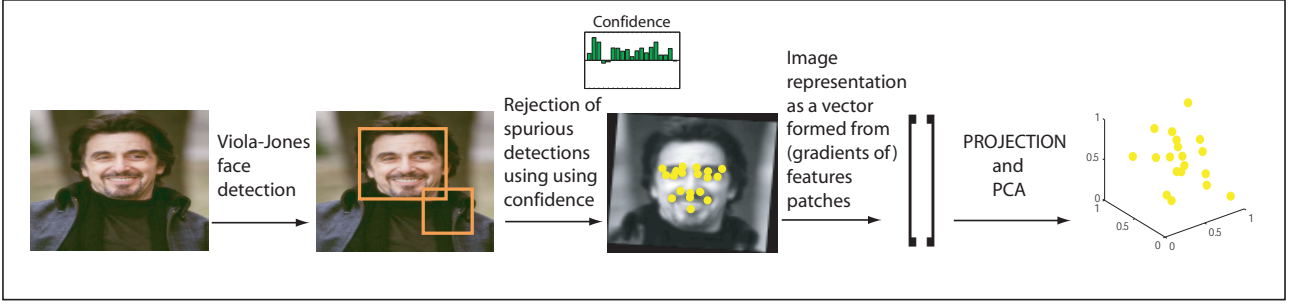 Confidence
Viola-Jones
face
detection
Rejection of
spurious
detections
using using
confidence
Image
representation
as a vector
formed from
(gradients of)
features
patches
PROJECTION
and
PCA
1
0.5
0
1
0.5
0
0
0.5
1